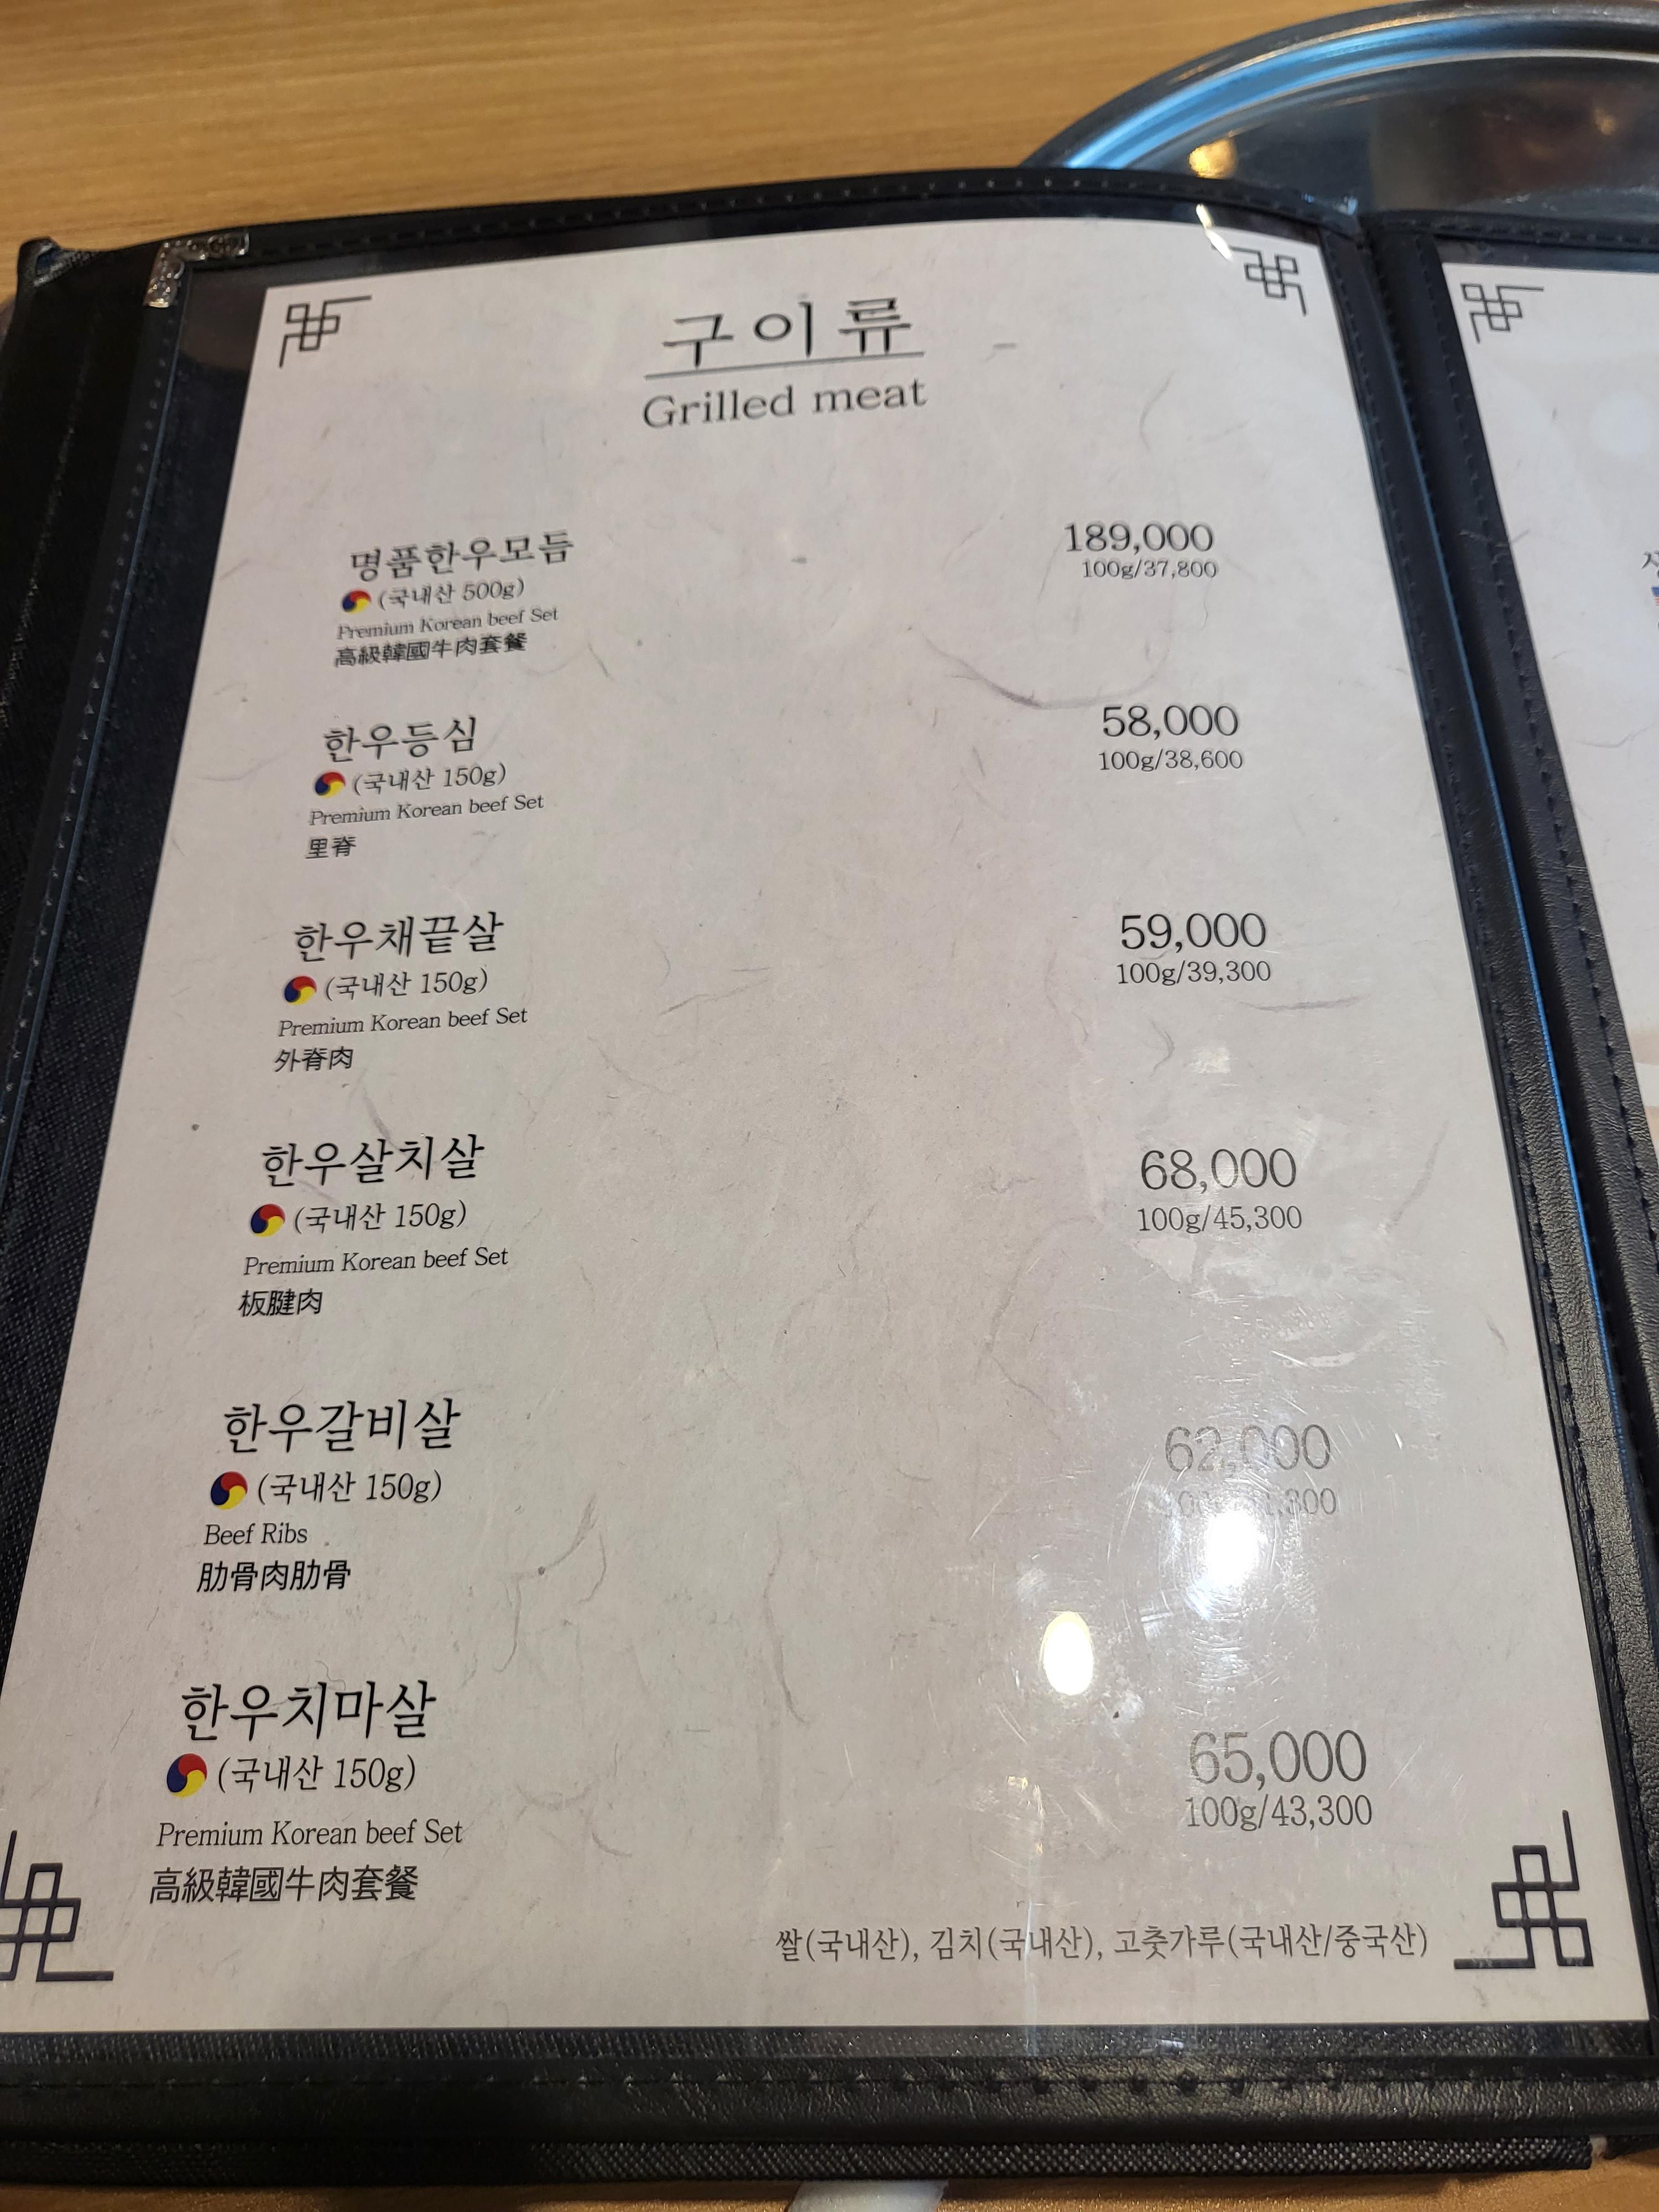 구이류
Grilled meat
명품한우모듬
189,000
(국내산 500g)
100g/37,800
Premium Korean beef Set
高級韓國牛肉套餐
한우등심
58,000
(국내산 150g)
100g/38,600
Premium Korean beef Set
里脊
한우채끝살
59,000
(국내산 150g)
100g/39,300
Premium Korean beef Set
外脊肉
한우살치살
68,000
(국내산 150g)
100g/45,300
Premium Korean beef Set
板腱肉
한우갈비살
62,000
(국내산 150g)
Beef Ribs
肋骨肉肋骨
한우치마살
65,000
(국내산 150g)
100g/43,300
Premium Korean beef Set
高級韓國牛肉套餐
쌀(국내산), 김치(국내산), 고춧가루(국내산/중국산)